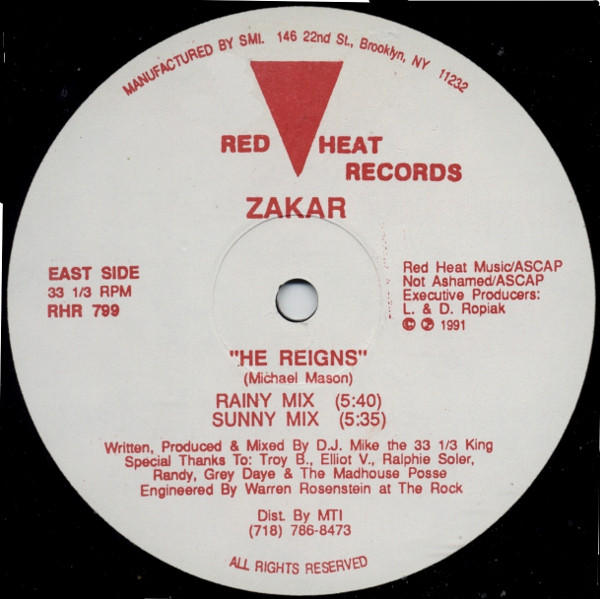 MANUFACTURED BY SMI. 146 22nd St., Brooklyn, NY 11232
RED HEAT
RECORDS
ZAKAR
EAST SIDE
33 1/3 RPM
RHR 799
Red Heat Music/ASCAP
Not Ashamed/ASCAP
Executive Producers:
L. & D. Ropiak
© ℗ 1991
"HE REIGNS"
(Michael Mason)
RAINY MIX (5:40)
SUNNY MIX (5:35)
Written, Produced & Mixed By D.J. Mike the 33 1/3 King
Special Thanks To: Troy B., Elliot V., Ralphie Soler,
Randy, Grey Daye & The Madhouse Posse
Engineered By Warren Rosenstein at The Rock
Dist. By MTI
(718) 786-8473
ALL RIGHTS RESERVED